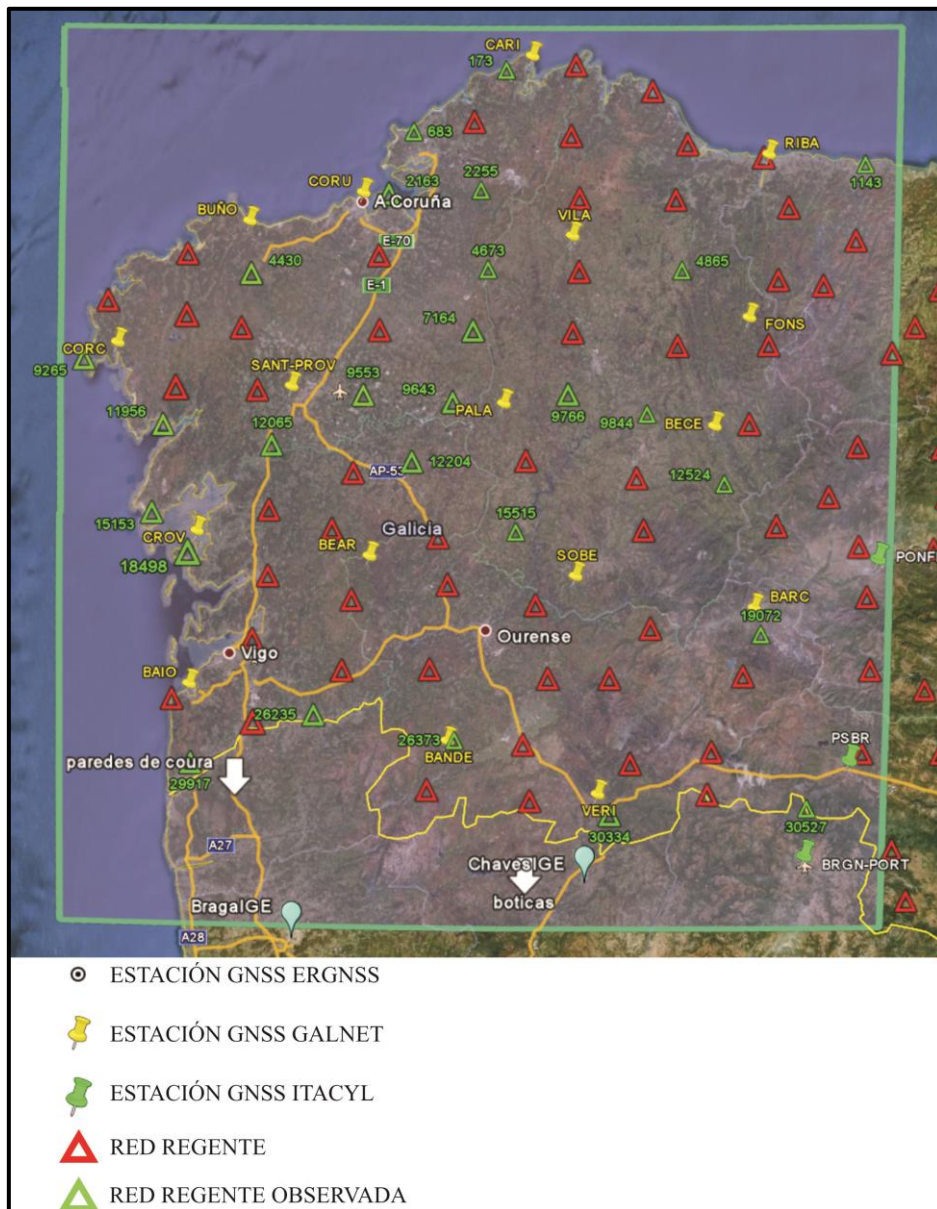 CARI
173
683
RIBA
1143
2255
CORU
2163
A Coruña
BUÑO
VILA
E-70
4673
4865
4430
E-1
7164
FONS
CORC
9265
SANT-PROV
9553
9643
PALA
9766
9844
BECE
11956
12065
12204
AP-53
12524
15153
CROV
15515
Galicia
BEAR
18498
SOBE
PONF
BARC
19072
Ourense
Vigo
BAIO
26235
26373
BANDE
PSBR
paredes de coura
29917
VERI
30334
30527
A27
ChavesIGE
BRGN-PORT
boticas
BragaIGE
A28
ESTACIÓN GNSS ERGNSS
ESTACIÓN GNSS GALNET
ESTACIÓN GNSS ITACYL
RED REGENTE
RED REGENTE OBSERVADA